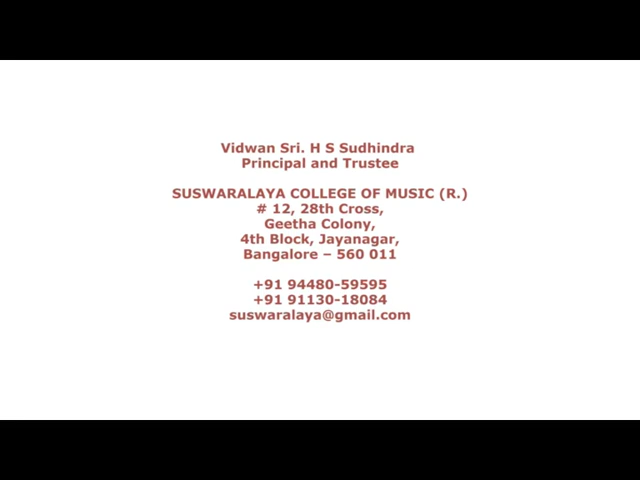 Vidwan Sri. H S Sudhindra
Principal and Trustee
SUSWARALAYA COLLEGE OF MUSIC (R.)
# 12, 28th Cross,
Geetha Colony,
4th Block, Jayanagar,
Bangalore – 560 011
+91 94480-59595
+91 91130-18084
suswaralaya@gmail.com